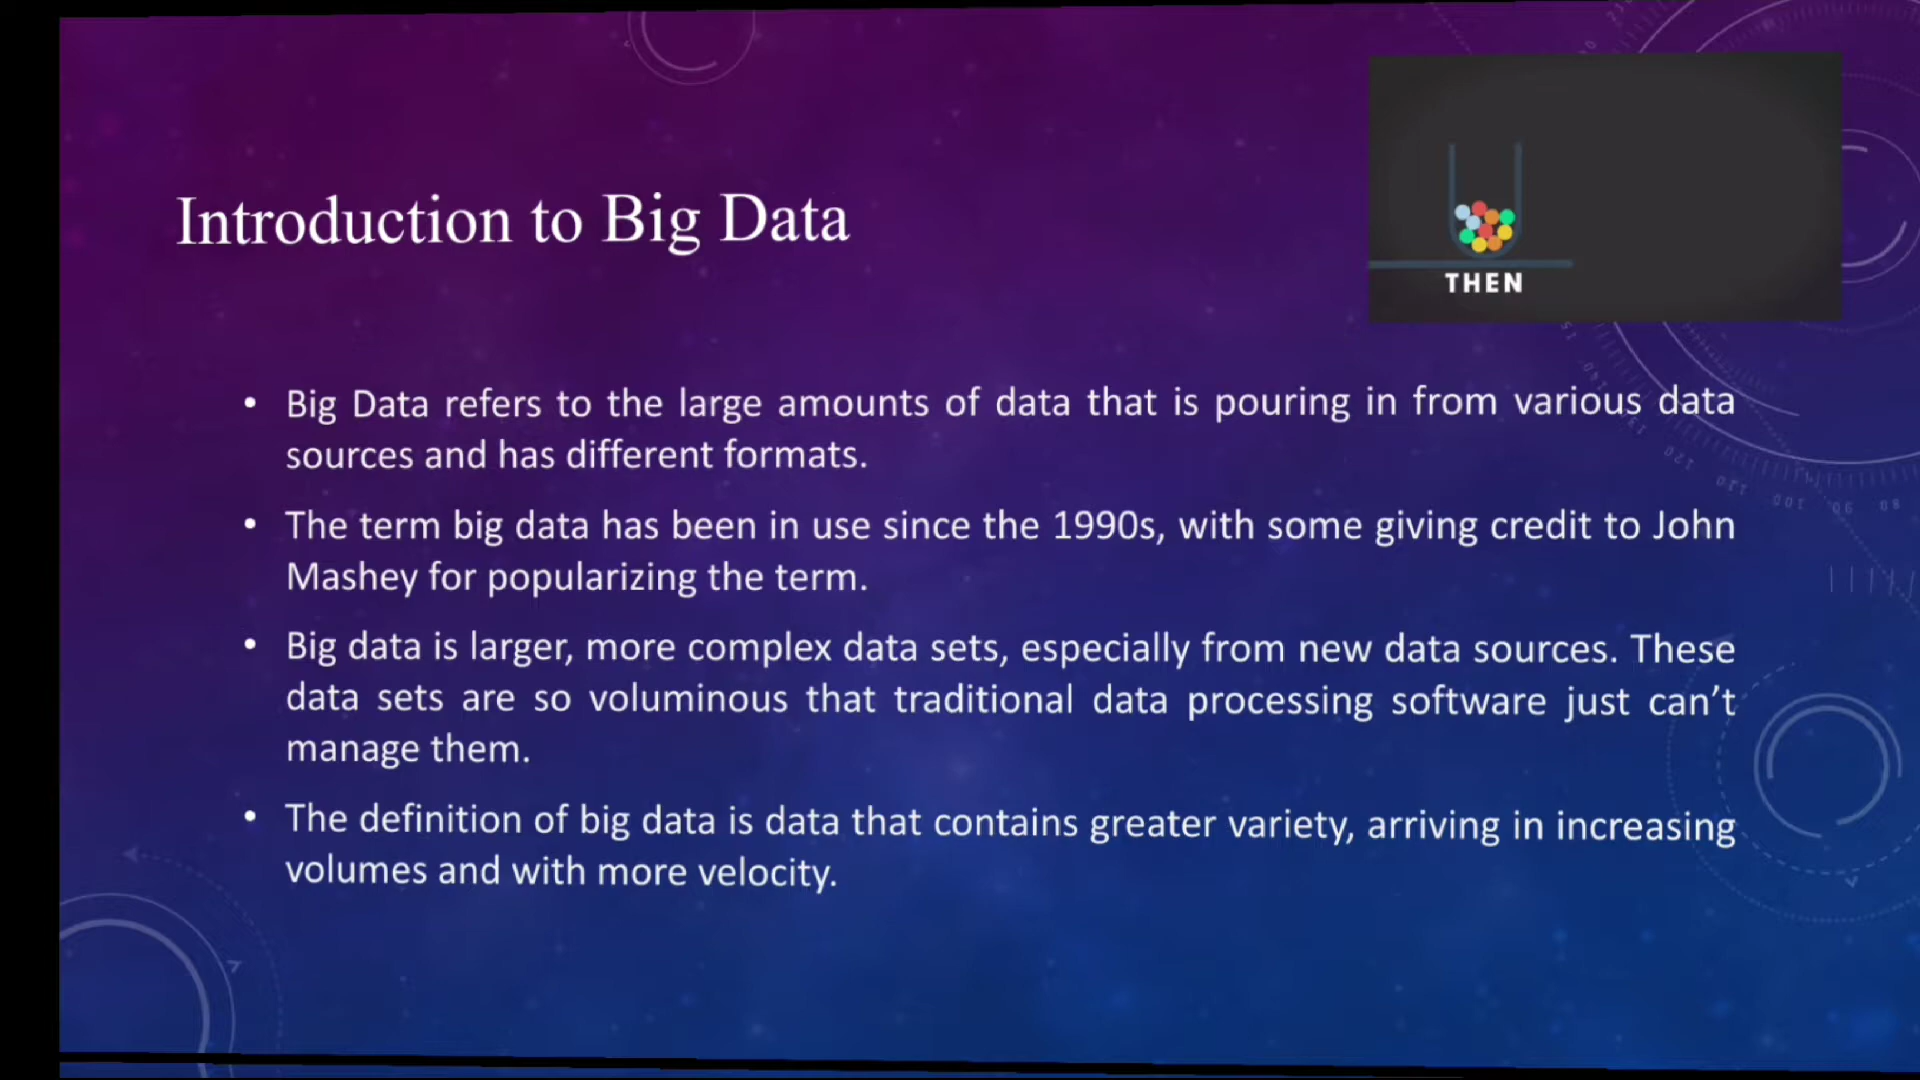 Introduction to Big Data
THEN
• Big Data refers to the large amounts of data that is pouring in from various data
sources and has different formats.
• The term big data has been in use since the 1990s, with some giving credit to John
Mashey for popularizing the term.
• Big data is larger, more complex data sets, especially from new data sources. These
data sets are so voluminous that traditional data processing software just can’t
manage them.
• The definition of big data is data that contains greater variety, arriving in increasing
volumes and with more velocity.